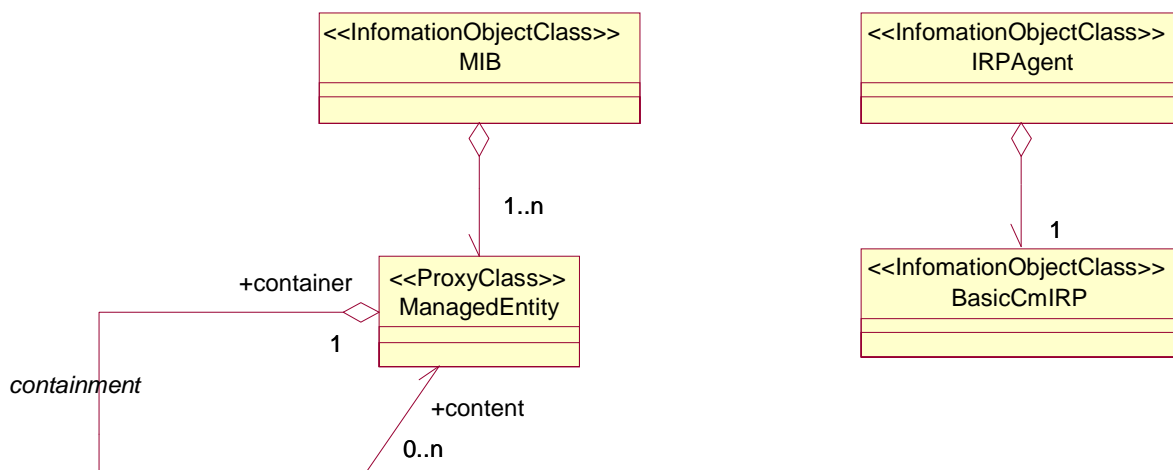 <<InfomationObjectClass>>
MIB
<<InfomationObjectClass>>
IRPAgent
1..n
1
<<ProxyClass>>
ManagedEntity
<<InfomationObjectClass>>
BasicCmIRP
+container
1
containment
+content
0..n